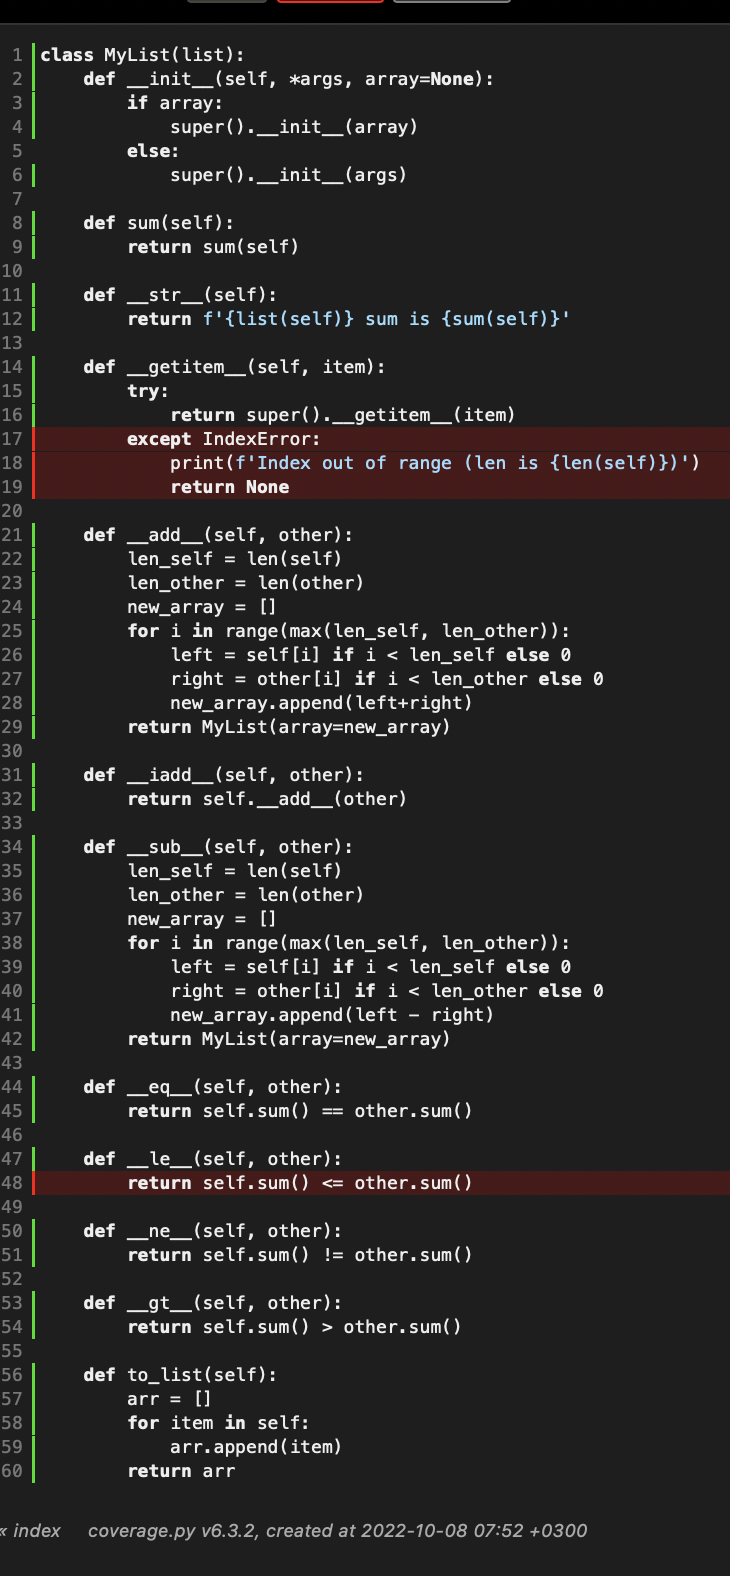 1 class MyList(list):
2     def __init__(self, *args, array=None):
3         if array:
4             super().__init__(array)
5         else:
6             super().__init__(args)
7
8     def sum(self):
9         return sum(self)
10
11     def __str__(self):
12         return f'{list(self)} sum is {sum(self)}'
13
14     def __getitem__(self, item):
15         try:
16             return super().__getitem__(item)
17         except IndexError:
18             print(f'Index out of range (len is {len(self)})')
19             return None
20
21     def __add__(self, other):
22         len_self = len(self)
23         len_other = len(other)
24         new_array = []
25         for i in range(max(len_self, len_other)):
26             left = self[i] if i < len_self else 0
27             right = other[i] if i < len_other else 0
28             new_array.append(left+right)
29         return MyList(array=new_array)
30
31     def __iadd__(self, other):
32         return self.__add__(other)
33
34     def __sub__(self, other):
35         len_self = len(self)
36         len_other = len(other)
37         new_array = []
38         for i in range(max(len_self, len_other)):
39             left = self[i] if i < len_self else 0
40             right = other[i] if i < len_other else 0
41             new_array.append(left - right)
42         return MyList(array=new_array)
43
44     def __eq__(self, other):
45         return self.sum() == other.sum()
46
47     def __le__(self, other):
48         return self.sum() <= other.sum()
49
50     def __ne__(self, other):
51         return self.sum() != other.sum()
52
53     def __gt__(self, other):
54         return self.sum() > other.sum()
55
56     def to_list(self):
57         arr = []
58         for item in self:
59             arr.append(item)
60         return arr
« index     coverage.py v6.3.2, created at 2022-10-08 07:52 +0300